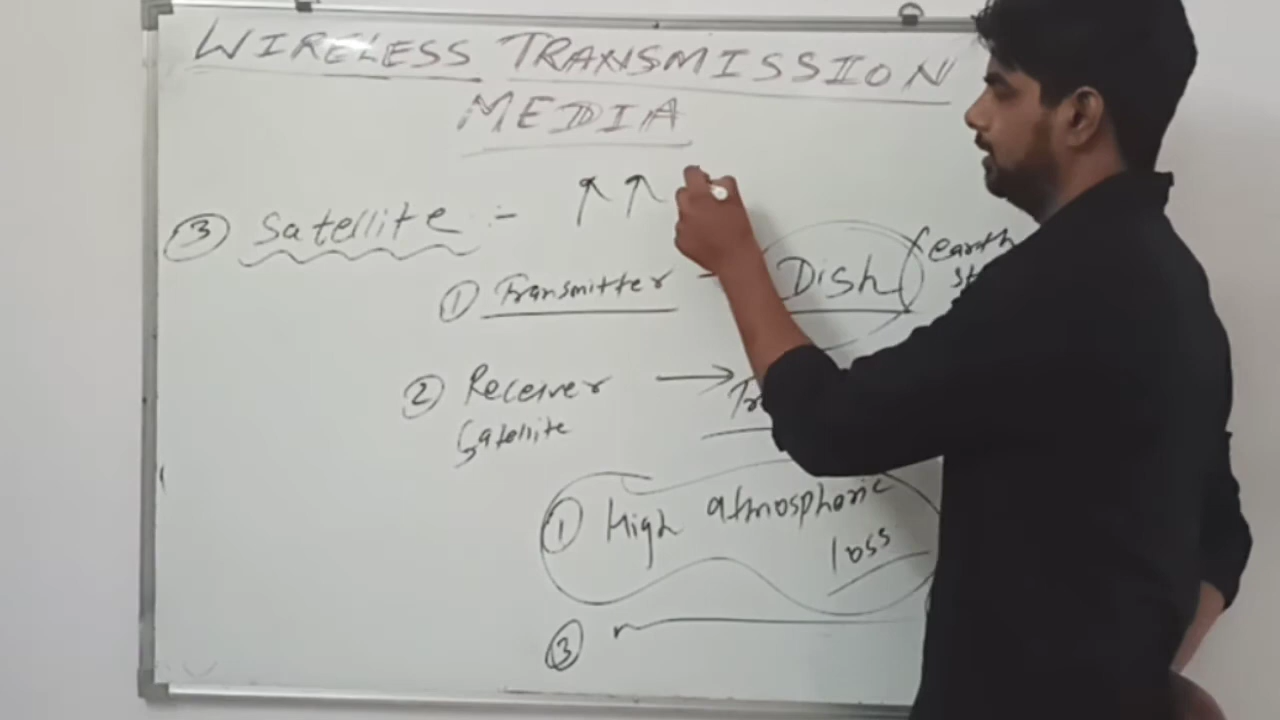 WIRELESS TRANSMISSION
MEDIA
③ Satellite :- ↑ ↑
① Transmitter - Dish earth
② Receiver →
Satellite
① High atmospheric
loss
③